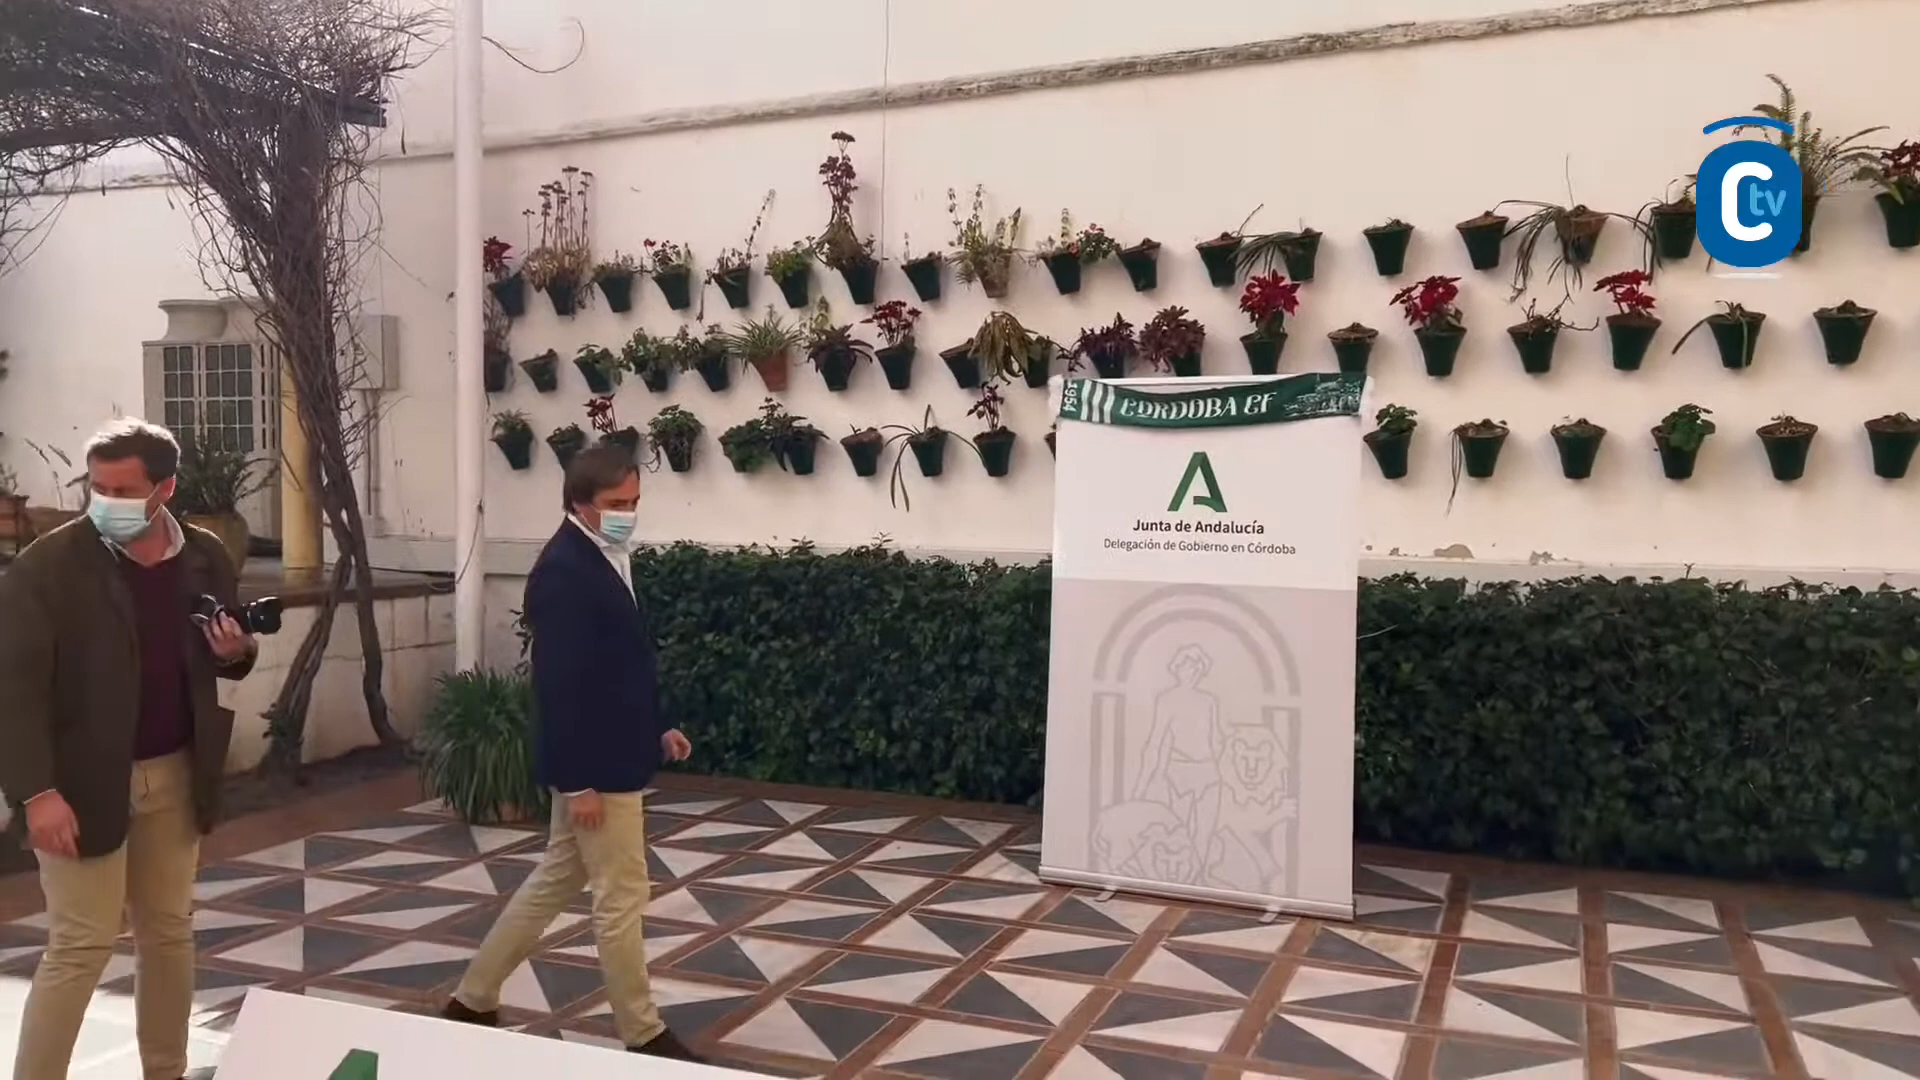 C tv
1954 CÓRDOBA CF
Junta de Andalucía
Delegación de Gobierno en Córdoba